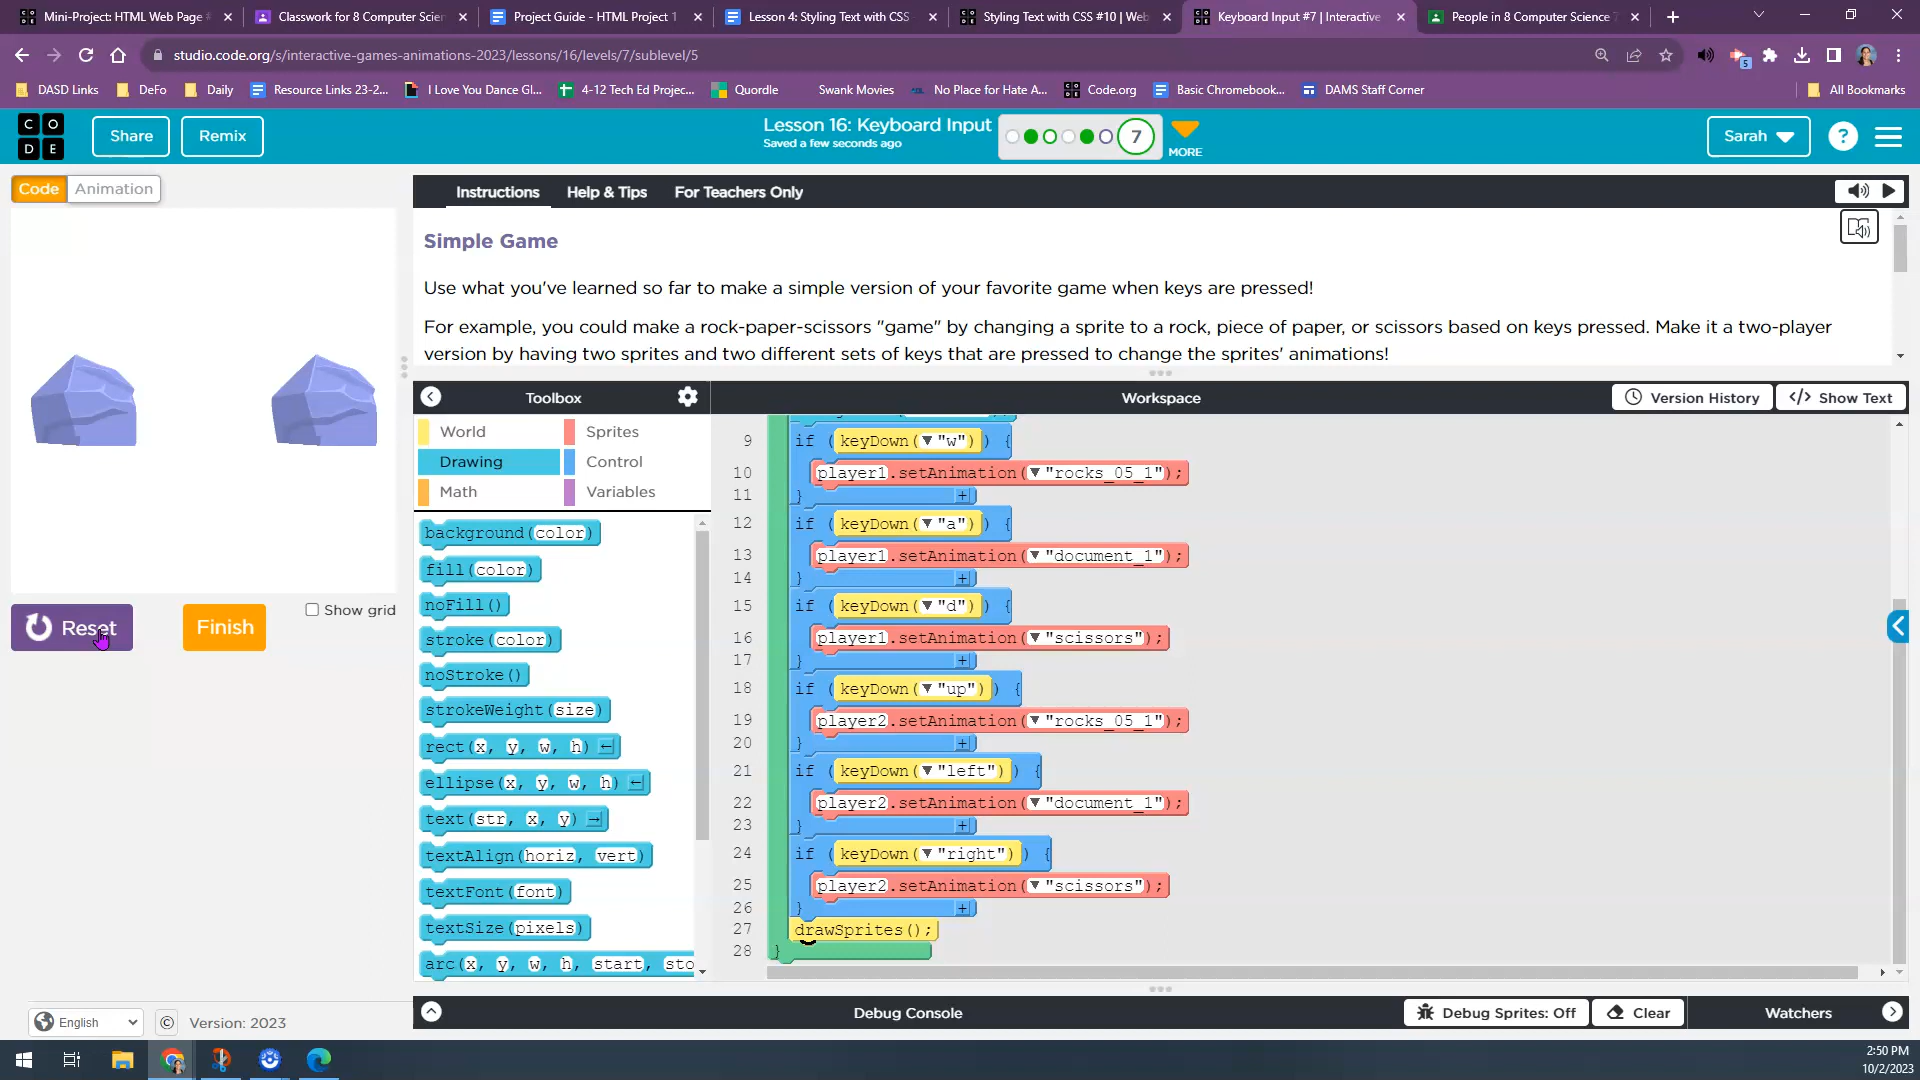 Mini-Project: HTML Web Page
Classwork for 8 Computer Scien
Project Guide - HTML Project 1
Lesson 4: Styling Text with CSS
Styling Text with CSS #10 | Web
Keyboard Input #7 | Interactive
People in 8 Computer Science 7
studio.code.org/s/interactive-games-animations-2023/lessons/16/levels/7/sublevel/5
5
DASD Links
DeFo
Daily
Resource Links 23-2...
I Love You Dance Gl...
4-12 Tech Ed Projec...
Quordle
Swank Movies
No Place for Hate A...
Code.org
Basic Chromebook...
DAMS Staff Corner
All Bookmarks
C O
D E
Share
Remix
Lesson 16: Keyboard Input
Saved a few seconds ago
7
MORE
Sarah
?
Code
Animation
Instructions
Help & Tips
For Teachers Only
Simple Game
Use what you've learned so far to make a simple version of your favorite game when keys are pressed!
For example, you could make a rock-paper-scissors "game" by changing a sprite to a rock, piece of paper, or scissors based on keys pressed. Make it a two-player
version by having two sprites and two different sets of keys that are pressed to change the sprites' animations!
Reset
Finish
Show grid
Toolbox
Workspace
Version History
</> Show Text
World
Sprites
Drawing
Control
Math
Variables
background(color)
fill(color)
noFill()
stroke(color)
noStroke()
strokeWeight(size)
rect(x, y, w, h)
ellipse(x, y, w, h)
text(str, x, y)
textAlign(horiz, vert)
textFont(font)
textSize(pixels)
arc(x, y, w, h, start, sto
9 if (keyDown("w")) {
10 player1.setAnimation("rocks_05_1");
11 } +
12 if (keyDown("a")) {
13 player1.setAnimation("document_1");
14 } +
15 if (keyDown("d")) {
16 player1.setAnimation("scissors");
17 } +
18 if (keyDown("up")) {
19 player2.setAnimation("rocks_05_1");
20 } +
21 if (keyDown("left")) {
22 player2.setAnimation("document_1");
23 } +
24 if (keyDown("right")) {
25 player2.setAnimation("scissors");
26 } +
27 drawSprites();
28 }
English
© Version: 2023
Debug Console
Debug Sprites: Off
Clear
Watchers
2:50 PM
10/2/2023